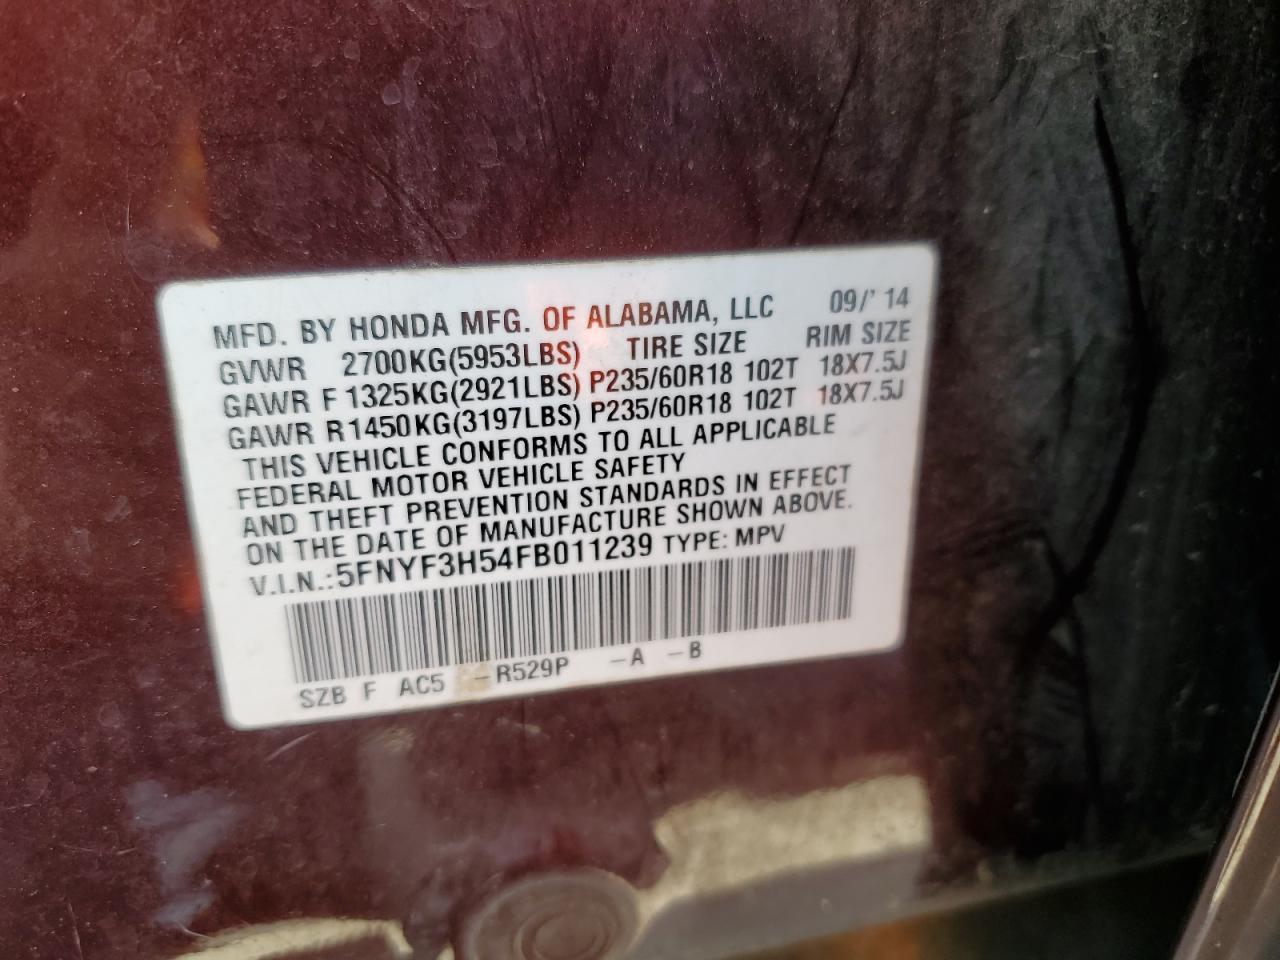 MFD. BY HONDA MFG. OF ALABAMA, LLC 09/' 14
GVWR 2700KG(5953LBS) TIRE SIZE RIM SIZE
GAWR F 1325KG(2921LBS) P235/60R18 102T 18X7.5J
GAWR R1450KG(3197LBS) P235/60R18 102T 18X7.5J
THIS VEHICLE CONFORMS TO ALL APPLICABLE
FEDERAL MOTOR VEHICLE SAFETY
AND THEFT PREVENTION STANDARDS IN EFFECT
ON THE DATE OF MANUFACTURE SHOWN ABOVE.
V.I.N.:5FNYF3H54FB011239 TYPE: MPV
SZB F AC5 -R529P -A -B